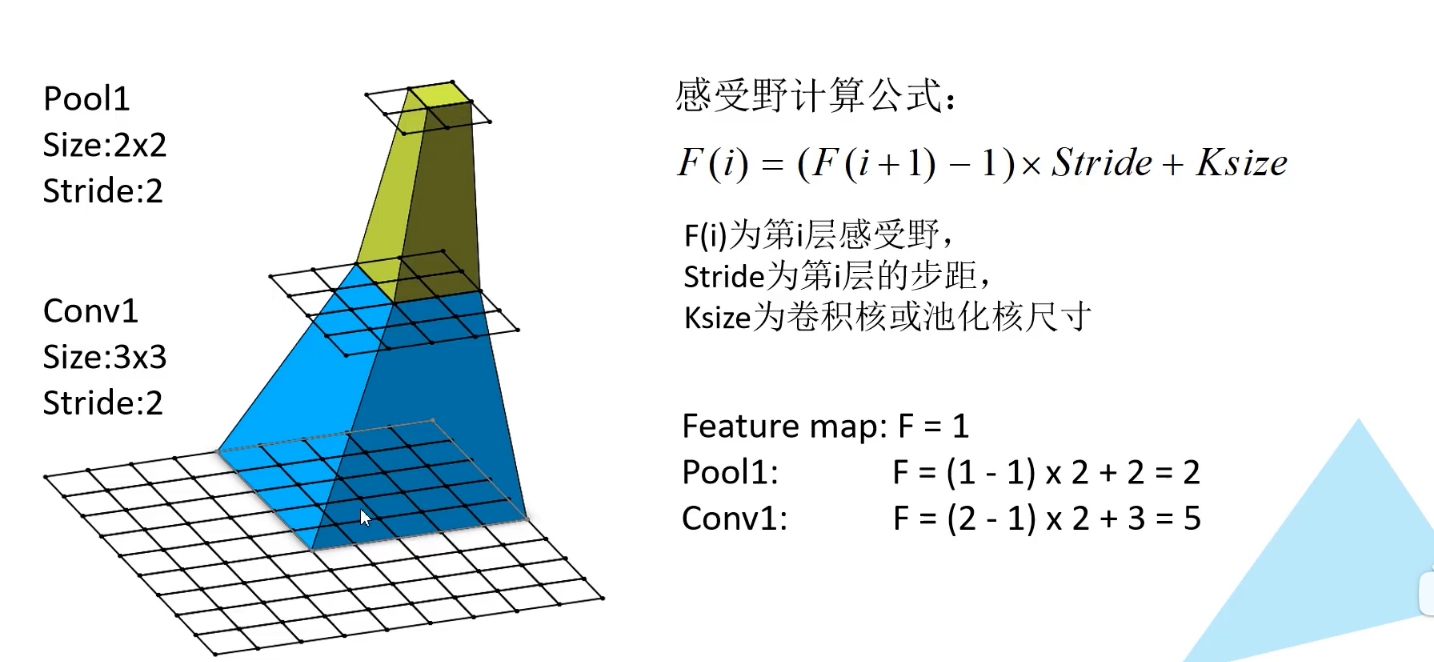 Pool1
Size:2x2
Stride:2
Conv1
Size:3x3
Stride:2
感受野计算公式：
F(i) = (F(i+1) − 1)× Stride + Ksize
F(i)为第i层感受野，
Stride为第i层的步距，
Ksize为卷积核或池化核尺寸
Feature map: F = 1
Pool1: F = (1 - 1) x 2 + 2 = 2
Conv1: F = (2 - 1) x 2 + 3 = 5